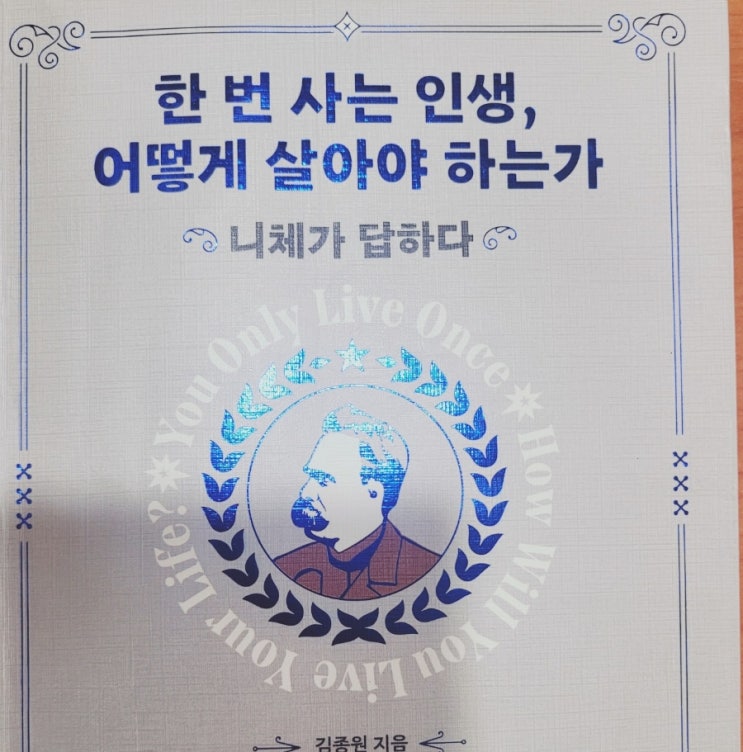 한 번 사는 인생,
어떻게 살아야 하는가
니체가 답하다
You Only Live Once
How Will You Live Your Life?
김종원 지음